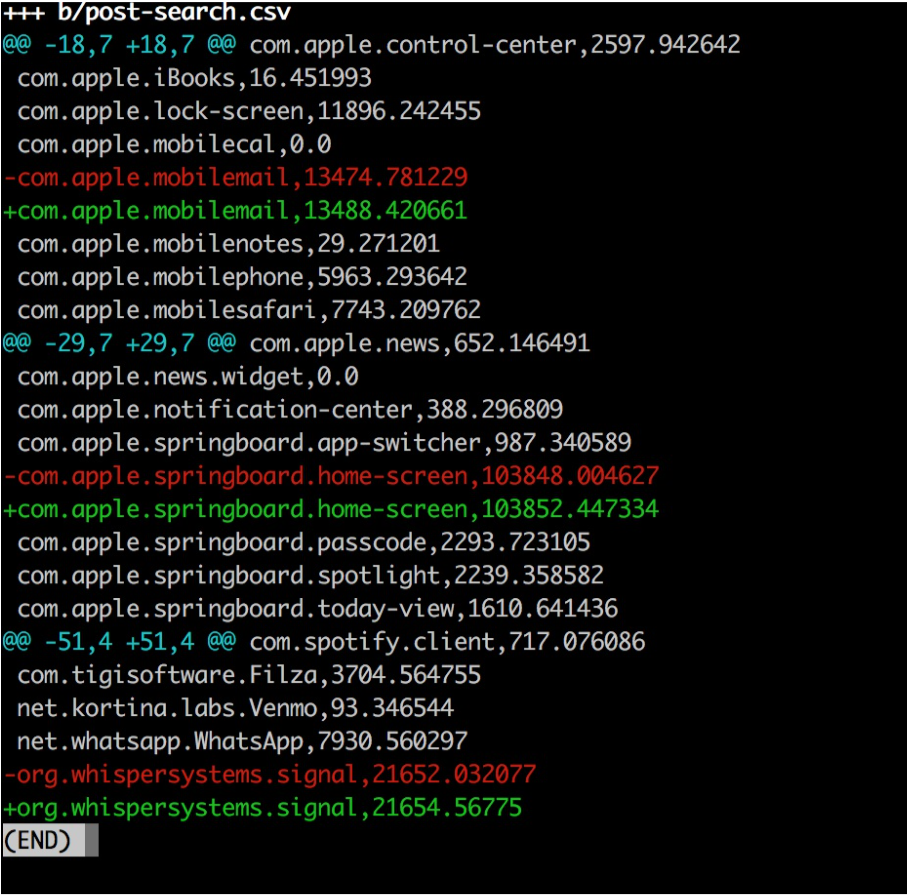 +++ b/post-search.csv
@@ -18,7 +18,7 @@ com.apple.control-center,2597.942642
 com.apple.iBooks,16.451993
 com.apple.lock-screen,11896.242455
 com.apple.mobilecal,0.0
-com.apple.mobilemail,13474.781229
+com.apple.mobilemail,13488.420661
 com.apple.mobilenotes,29.271201
 com.apple.mobilephone,5963.293642
 com.apple.mobilesafari,7743.209762
@@ -29,7 +29,7 @@ com.apple.news,652.146491
 com.apple.news.widget,0.0
 com.apple.notification-center,388.296809
 com.apple.springboard.app-switcher,987.340589
-com.apple.springboard.home-screen,103848.004627
+com.apple.springboard.home-screen,103852.447334
 com.apple.springboard.passcode,2293.723105
 com.apple.springboard.spotlight,2239.358582
 com.apple.springboard.today-view,1610.641436
@@ -51,4 +51,4 @@ com.spotify.client,717.076086
 com.tigisoftware.Filza,3704.564755
 net.kortina.labs.Venmo,93.346544
 net.whatsapp.WhatsApp,7930.560297
-org.whispersystems.signal,21652.032077
+org.whispersystems.signal,21654.56775
(END)